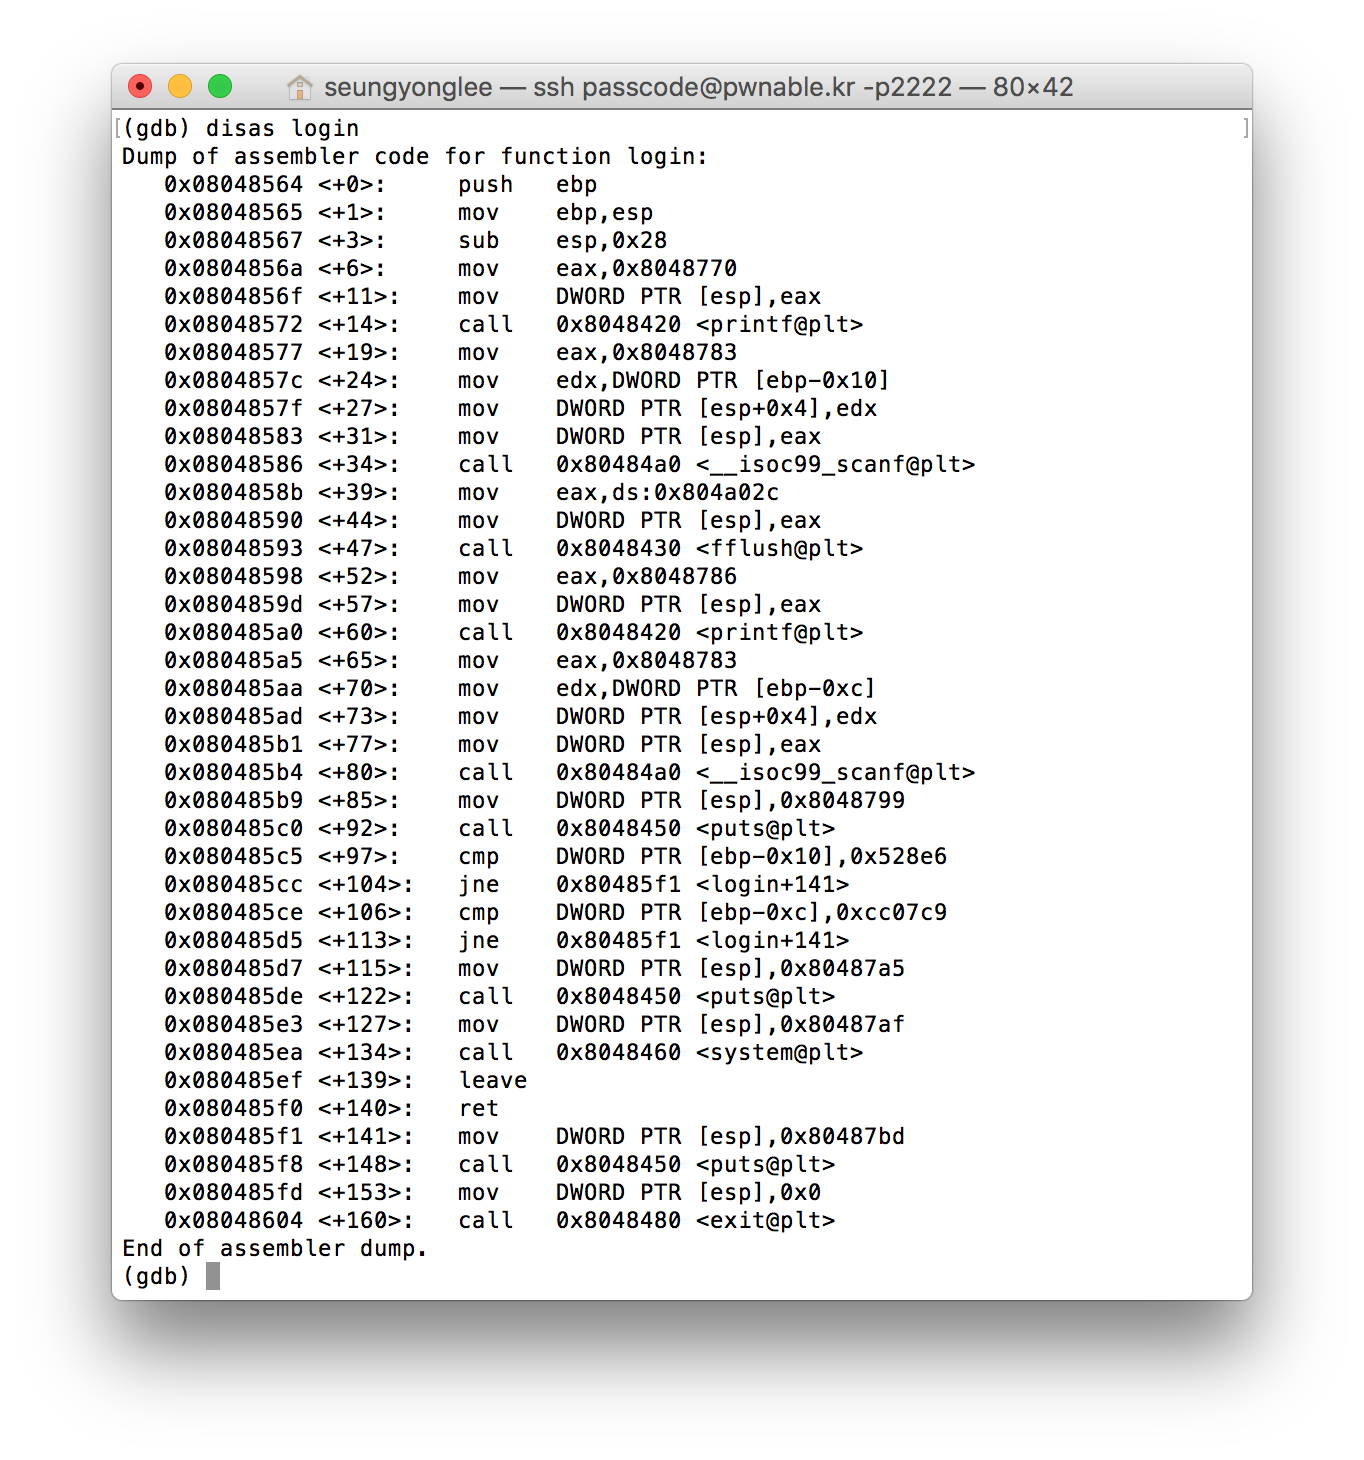 seungyonglee — ssh passcode@pwnable.kr -p2222 — 80×42
[(gdb) disas login ]
Dump of assembler code for function login:
   0x08048564 <+0>:     push   ebp
   0x08048565 <+1>:     mov    ebp,esp
   0x08048567 <+3>:     sub    esp,0x28
   0x0804856a <+6>:     mov    eax,0x8048770
   0x0804856f <+11>:    mov    DWORD PTR [esp],eax
   0x08048572 <+14>:    call   0x8048420 <printf@plt>
   0x08048577 <+19>:    mov    eax,0x8048783
   0x0804857c <+24>:    mov    edx,DWORD PTR [ebp-0x10]
   0x0804857f <+27>:    mov    DWORD PTR [esp+0x4],edx
   0x08048583 <+31>:    mov    DWORD PTR [esp],eax
   0x08048586 <+34>:    call   0x80484a0 <__isoc99_scanf@plt>
   0x0804858b <+39>:    mov    eax,ds:0x804a02c
   0x08048590 <+44>:    mov    DWORD PTR [esp],eax
   0x08048593 <+47>:    call   0x8048430 <fflush@plt>
   0x08048598 <+52>:    mov    eax,0x8048786
   0x0804859d <+57>:    mov    DWORD PTR [esp],eax
   0x080485a0 <+60>:    call   0x8048420 <printf@plt>
   0x080485a5 <+65>:    mov    eax,0x8048783
   0x080485aa <+70>:    mov    edx,DWORD PTR [ebp-0xc]
   0x080485ad <+73>:    mov    DWORD PTR [esp+0x4],edx
   0x080485b1 <+77>:    mov    DWORD PTR [esp],eax
   0x080485b4 <+80>:    call   0x80484a0 <__isoc99_scanf@plt>
   0x080485b9 <+85>:    mov    DWORD PTR [esp],0x8048799
   0x080485c0 <+92>:    call   0x8048450 <puts@plt>
   0x080485c5 <+97>:    cmp    DWORD PTR [ebp-0x10],0x528e6
   0x080485cc <+104>:   jne    0x80485f1 <login+141>
   0x080485ce <+106>:   cmp    DWORD PTR [ebp-0xc],0xcc07c9
   0x080485d5 <+113>:   jne    0x80485f1 <login+141>
   0x080485d7 <+115>:   mov    DWORD PTR [esp],0x80487a5
   0x080485de <+122>:   call   0x8048450 <puts@plt>
   0x080485e3 <+127>:   mov    DWORD PTR [esp],0x80487af
   0x080485ea <+134>:   call   0x8048460 <system@plt>
   0x080485ef <+139>:   leave
   0x080485f0 <+140>:   ret
   0x080485f1 <+141>:   mov    DWORD PTR [esp],0x80487bd
   0x080485f8 <+148>:   call   0x8048450 <puts@plt>
   0x080485fd <+153>:   mov    DWORD PTR [esp],0x0
   0x08048604 <+160>:   call   0x8048480 <exit@plt>
End of assembler dump.
(gdb)